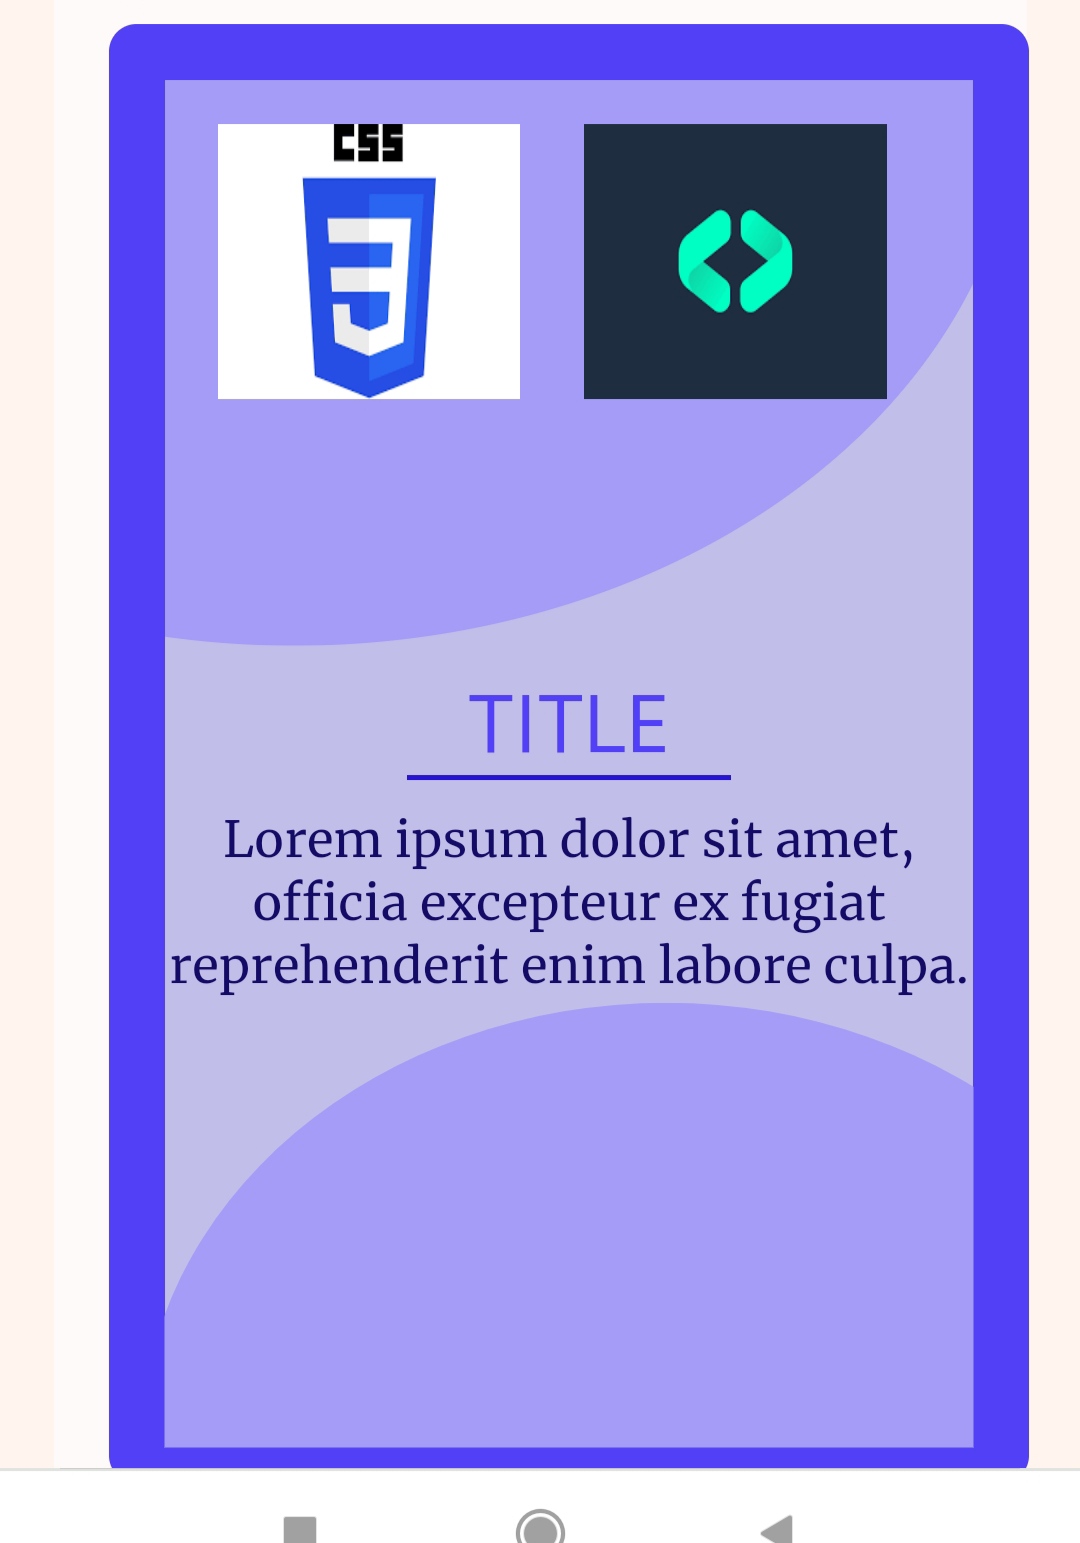 CSS
TITLE
Lorem ipsum dolor sit amet,
officia excepteur ex fugiat
reprehenderit enim labore culpa.